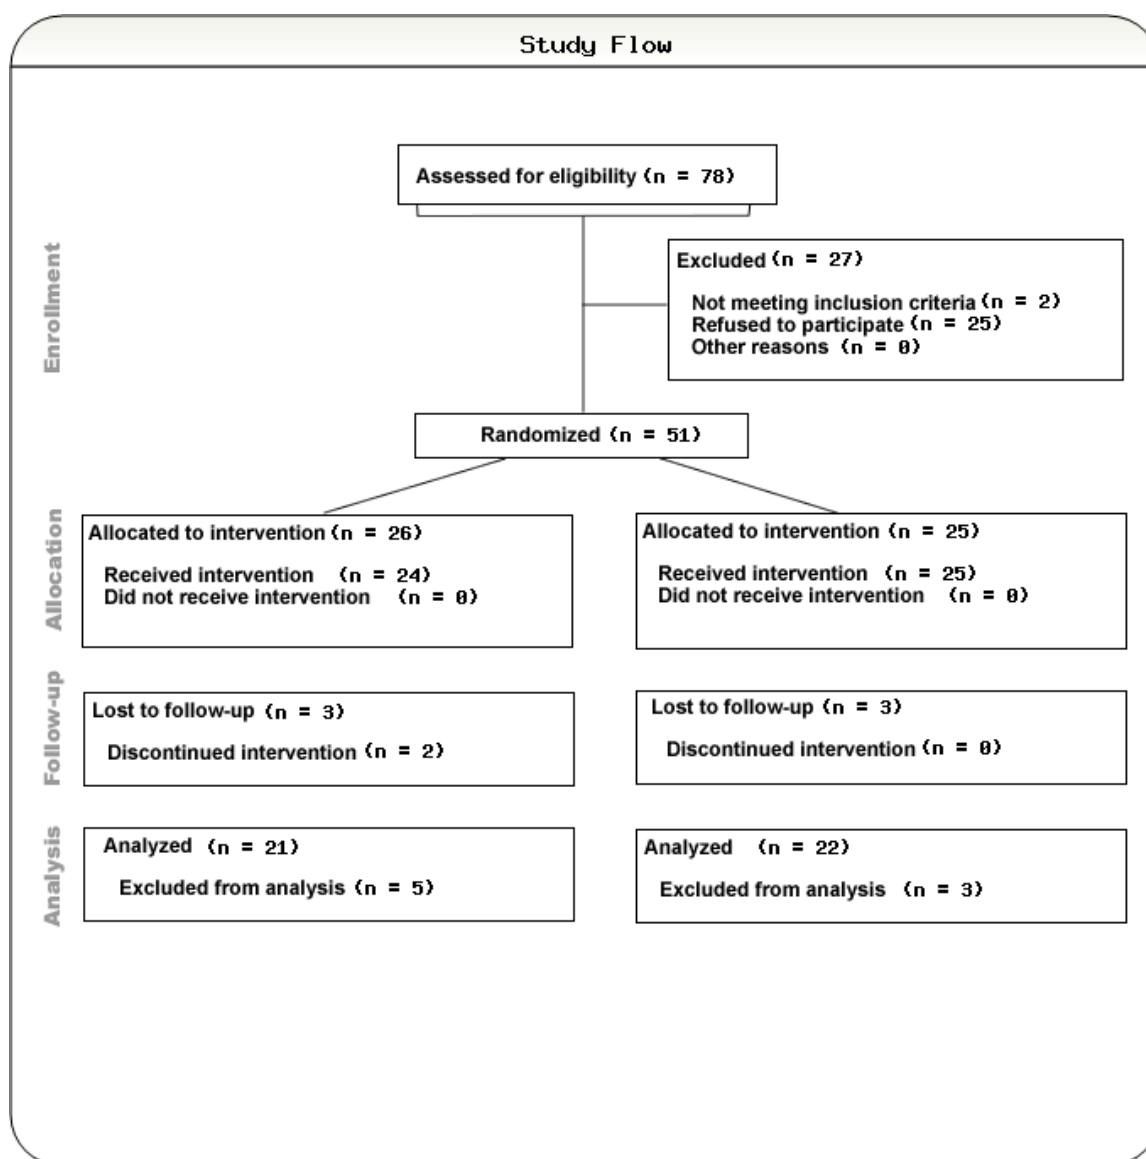 Study Flow
Assessed for eligibility (n = 78)
Enrollment
Excluded (n = 27)
Not meeting inclusion criteria (n = 2)
Refused to participate (n = 25)
Other reasons (n = 0)
Randomized (n = 51)
Allocation
Allocated to intervention (n = 26)
Received intervention (n = 24)
Did not receive intervention (n = 0)
Allocated to intervention (n = 25)
Received intervention (n = 25)
Did not receive intervention (n = 0)
Follow-up
Lost to follow-up (n = 3)
Discontinued intervention (n = 2)
Lost to follow-up (n = 3)
Discontinued intervention (n = 0)
Analysis
Analyzed (n = 21)
Excluded from analysis (n = 5)
Analyzed (n = 22)
Excluded from analysis (n = 3)